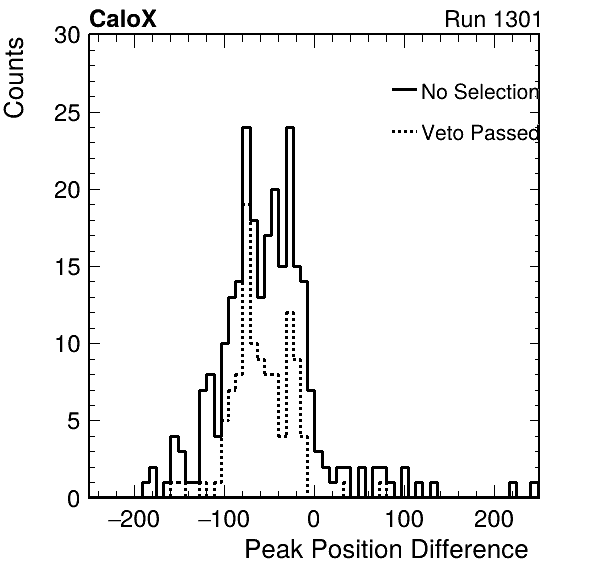 CaloX Run 1301
Counts
30
25
20
15
10
5
0
No Selection
Veto Passed
−200 −100 0 100 200
Peak Position Difference